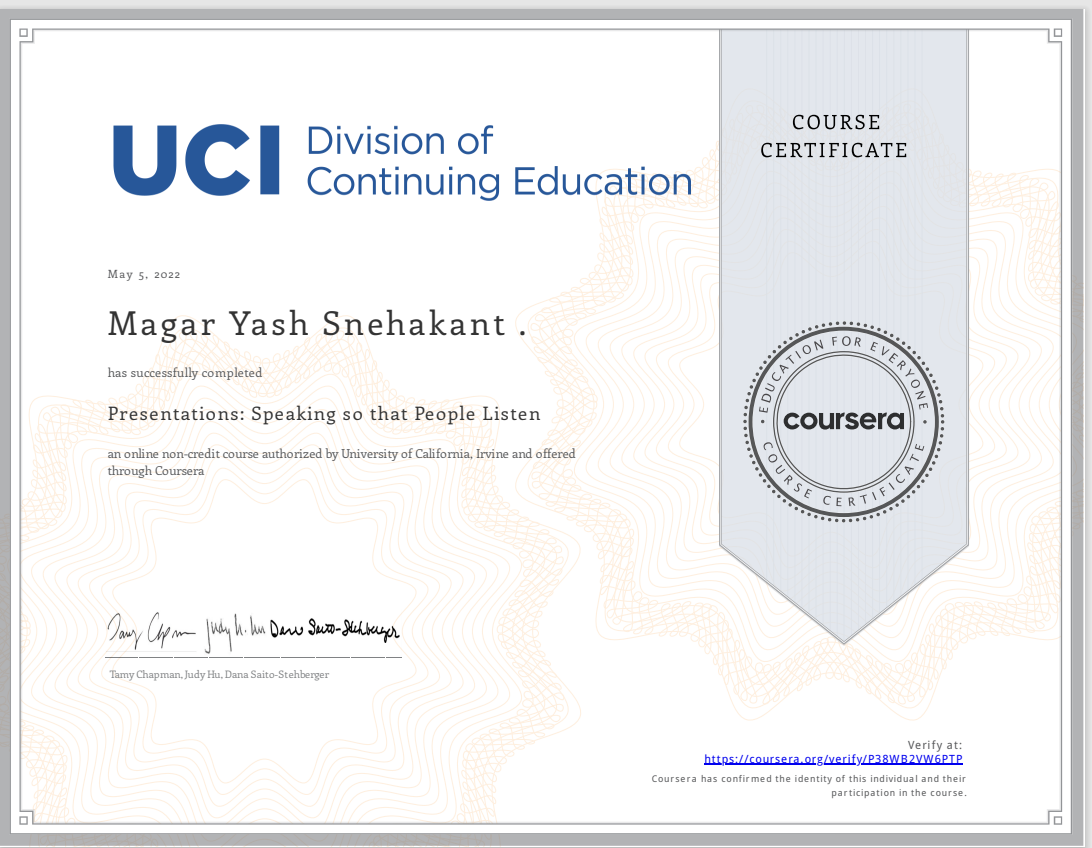 UCI Division of
Continuing Education
COURSE
CERTIFICATE
May 5, 2022
Magar Yash Snehakant .
has successfully completed
Presentations: Speaking so that People Listen
an online non-credit course authorized by University of California, Irvine and offered
through Coursera
EDUCATION FOR EVERYONE
coursera
COURSE CERTIFICATE
Tamy Chapman Judy H. Hu Dana Saito-Stehberger
Tamy Chapman, Judy Hu, Dana Saito-Stehberger
Verify at:
https://coursera.org/verify/P38WB2VW6PTP
Coursera has confirmed the identity of this individual and their
participation in the course.